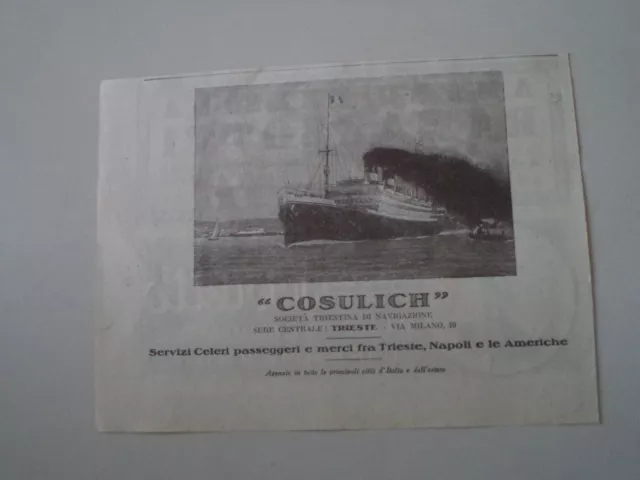 "COSULICH"
SOCIETÀ TRIESTINA DI NAVIGAZIONE
SEDE CENTRALE: TRIESTE - VIA MILANO, 10
Servizi Celeri passeggeri e merci fra Trieste, Napoli e le Americhe
Agenzie in tutte le principali città d'Italia e dell'estero